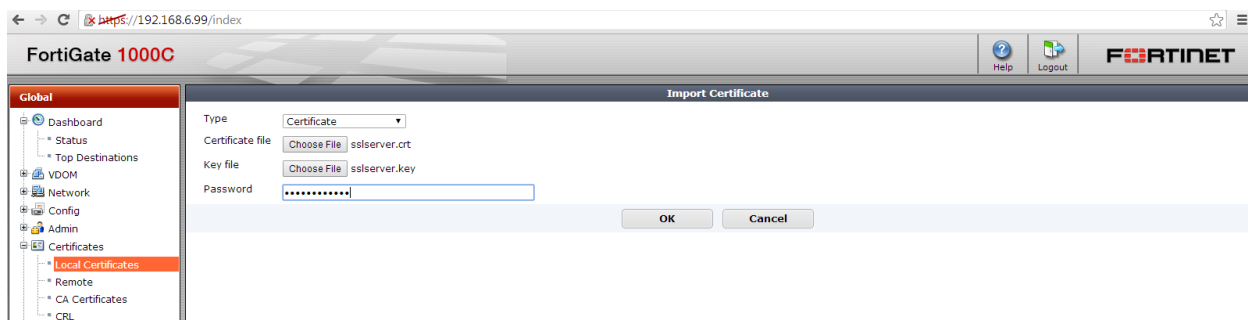 https://192.168.6.99/index
FortiGate 1000C
Help
Logout
FORTINET
Global
Import Certificate
Dashboard
Status
Top Destinations
VDOM
Network
Config
Admin
Certificates
Local Certificates
Remote
CA Certificates
CRL
Type
Certificate
Certificate file
Choose File sslserver.crt
Key file
Choose File sslserver.key
Password
••••••••••••
OK
Cancel